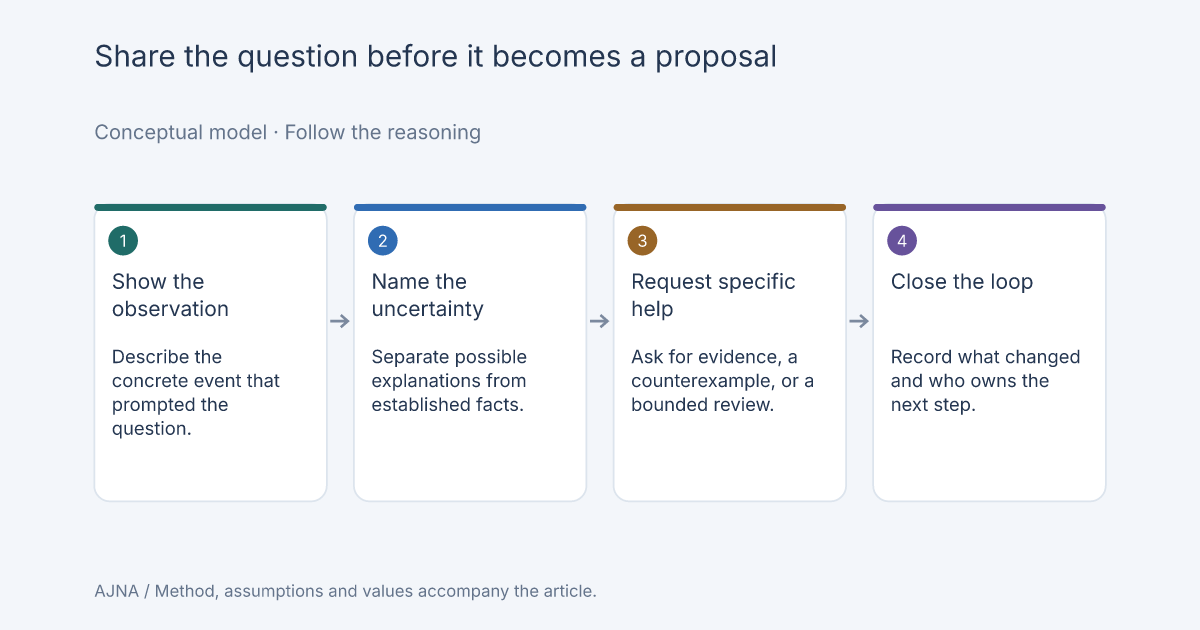 Share the question before it becomes a proposal
Conceptual model · Follow the reasoning
1
Show the
observation
Describe the
concrete event that
prompted the
question.
2
Name the
uncertainty
Separate possible
explanations from
established facts.
3
Request specific
help
Ask for evidence, a
counterexample, or a
bounded review.
4
Close the loop
Record what changed
and who owns the
next step.
AJNA / Method, assumptions and values accompany the article.